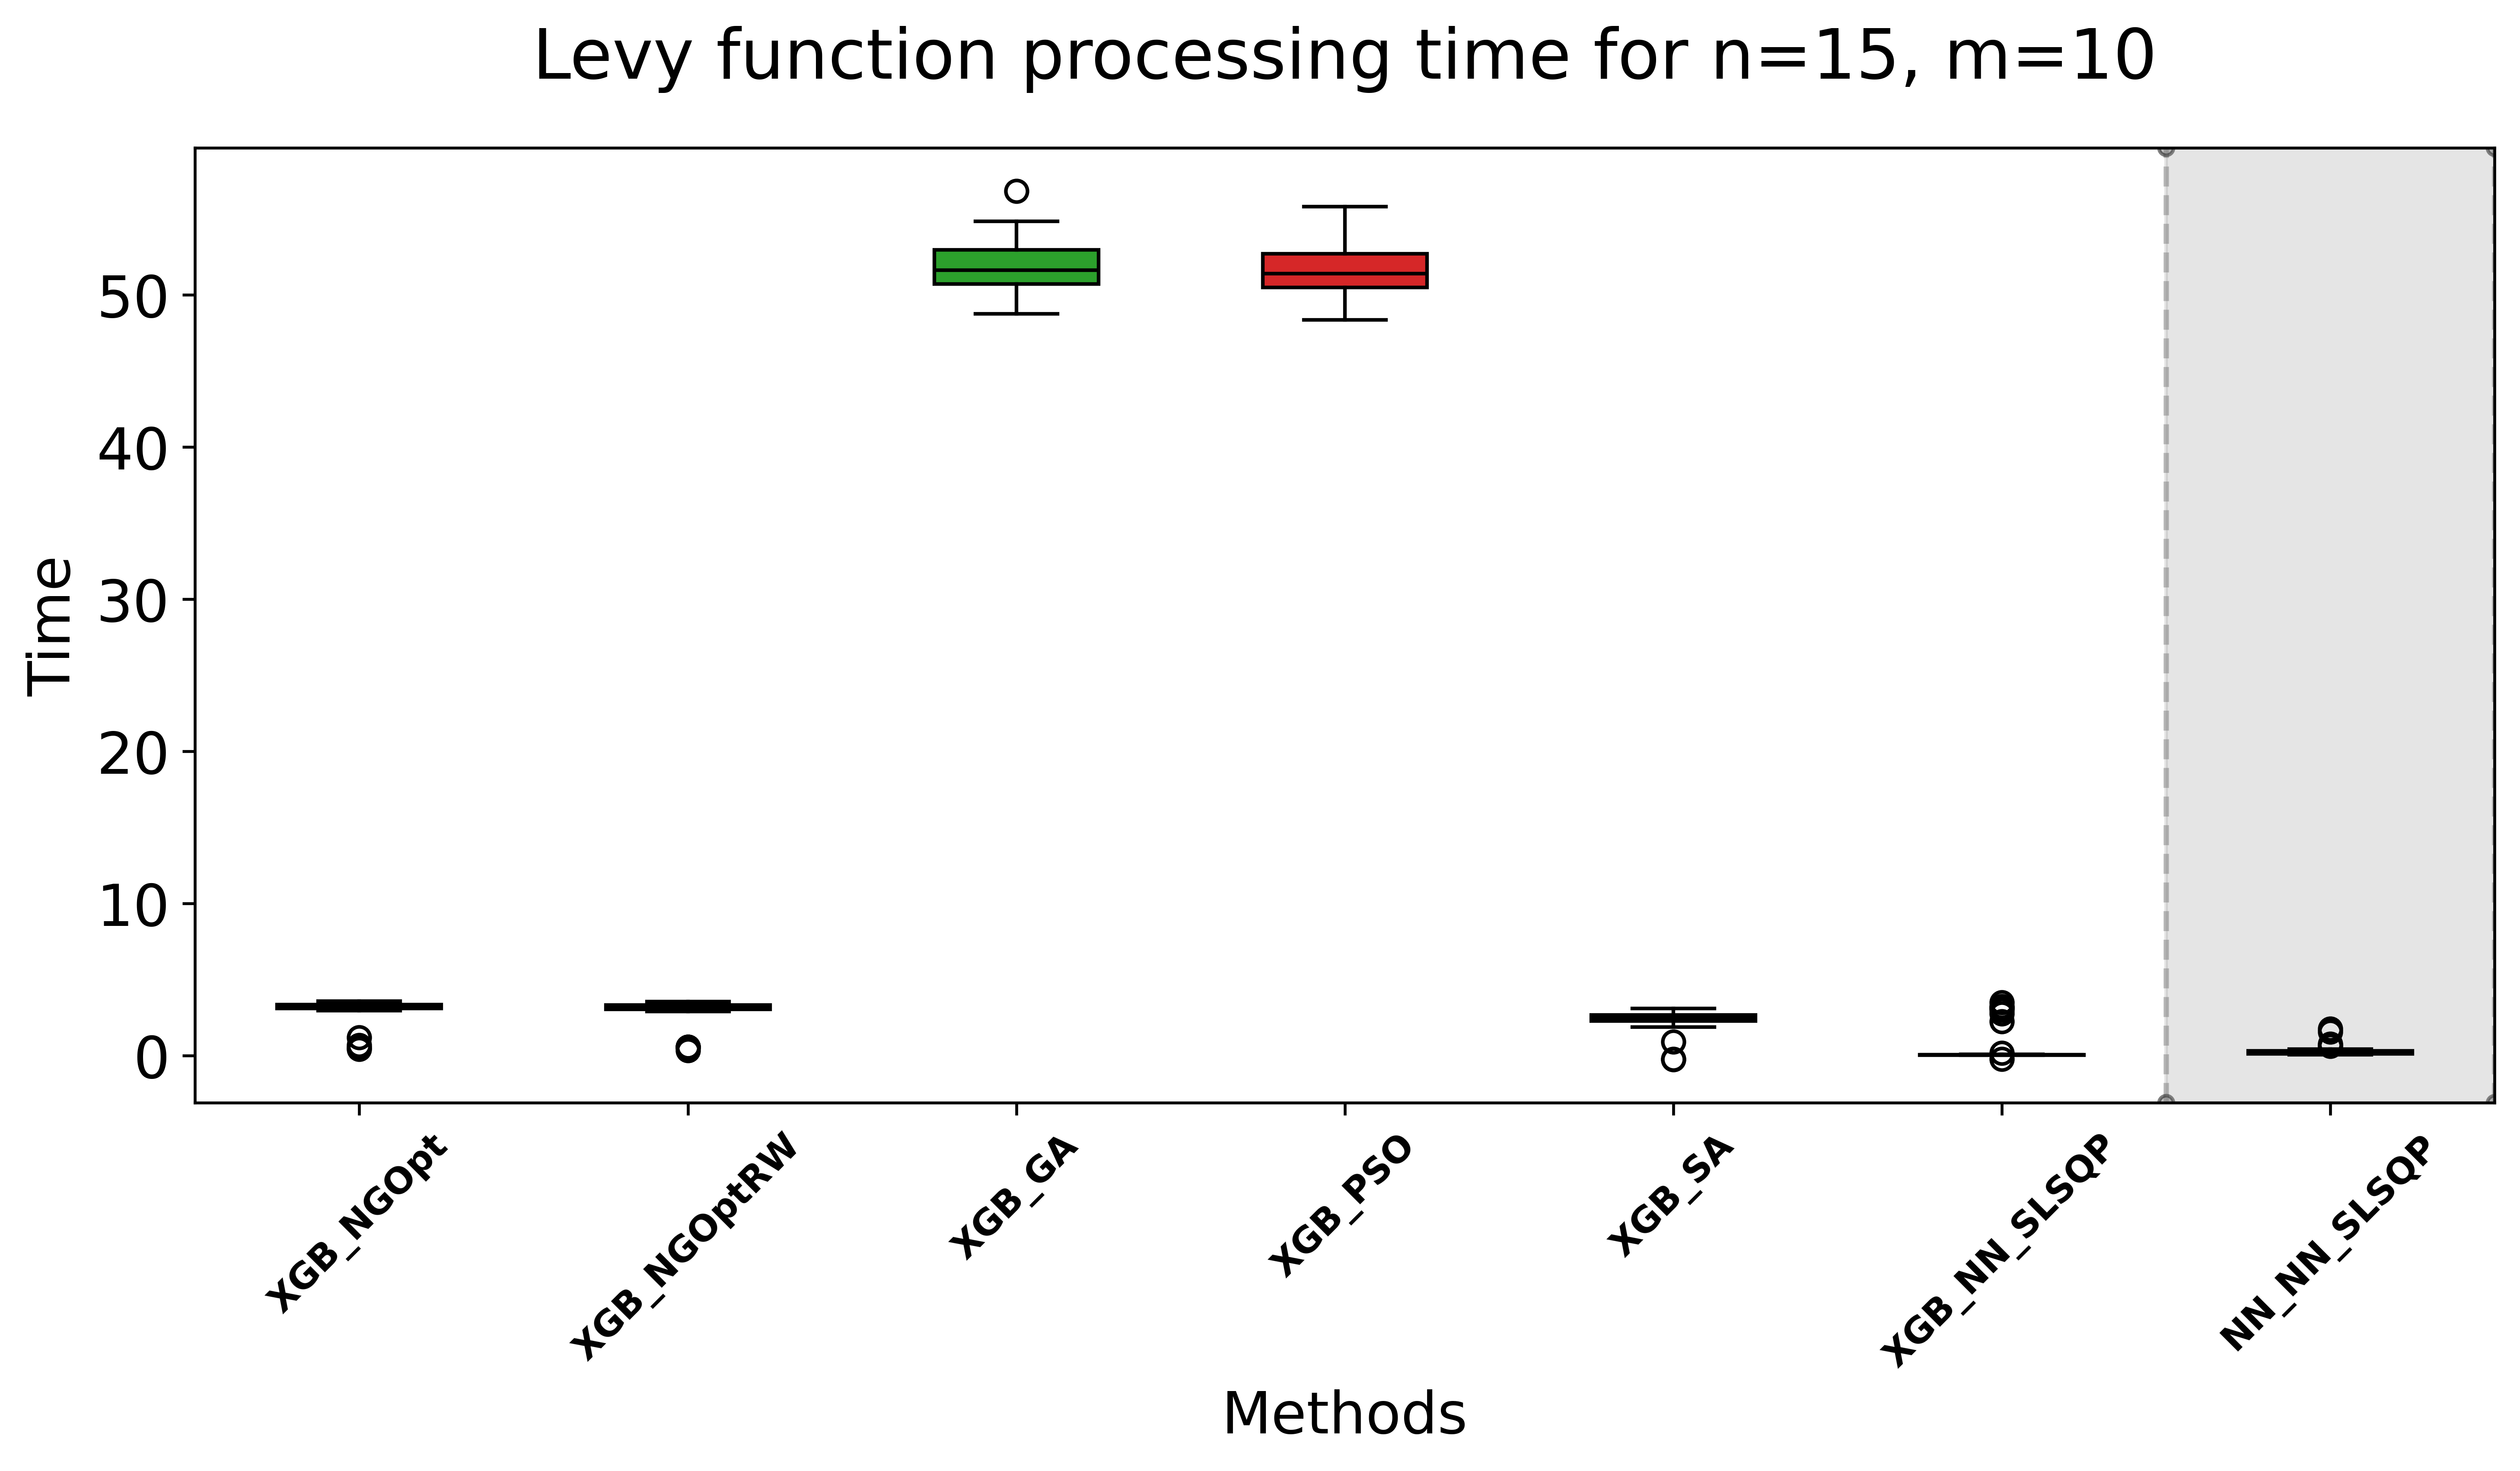 Levy function processing time for n=15, m=10
Time
50
40
30
20
10
0
XGB_NGOpt
XGB_NGOptRW
XGB_GA
XGB_PSO
XGB_SA
XGB_NN_SLSQP
NN_NN_SLSQP
Methods